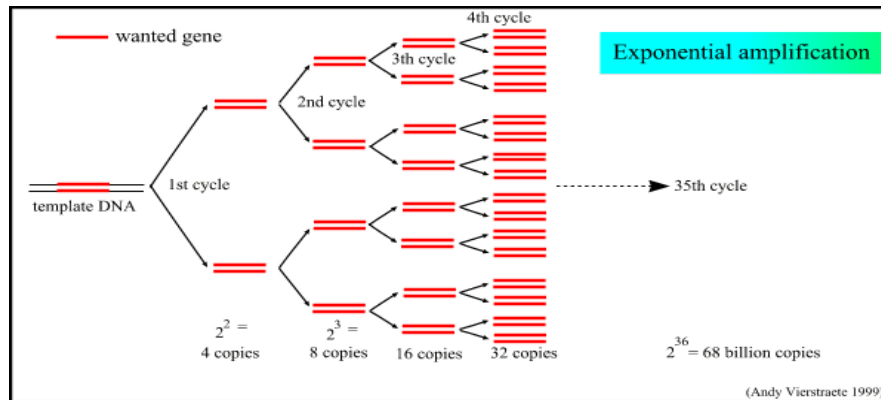 wanted gene
4th cycle
Exponential amplification
3th cycle
2nd cycle
1st cycle
35th cycle
template DNA
2^2 =
4 copies
2^3 =
8 copies
16 copies
32 copies
2^36 = 68 billion copies
(Andy Vierstraete 1999)